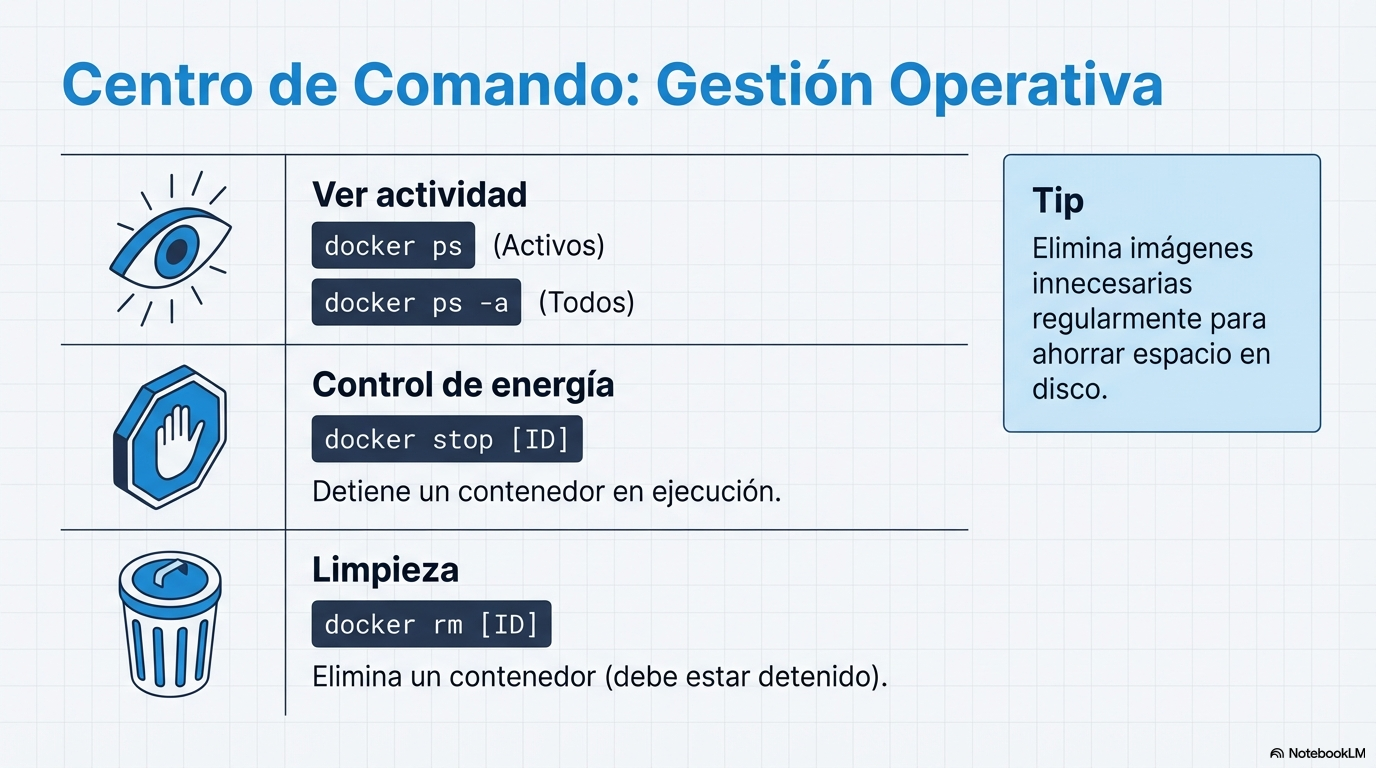 Centro de Comando: Gestión Operativa
Ver actividad
docker ps (Activos)
docker ps -a (Todos)
Control de energía
docker stop [ID]
Detiene un contenedor en ejecución.
Limpieza
docker rm [ID]
Elimina un contenedor (debe estar detenido).
Tip
Elimina imágenes
innecesarias
regularmente para
ahorrar espacio en
disco.
NotebookLM